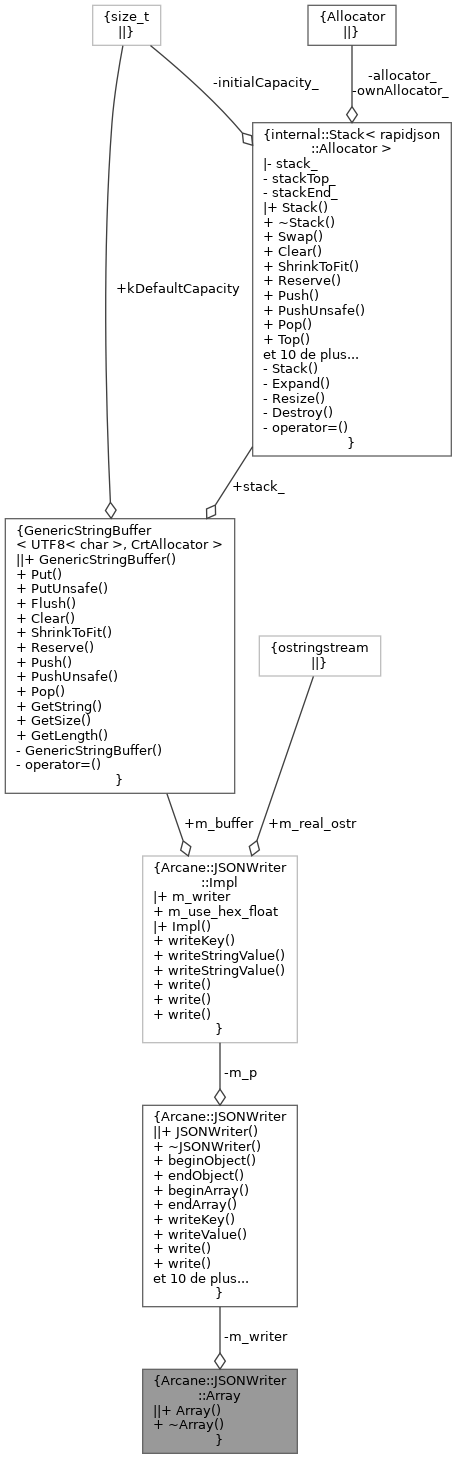 {size_t
||}
{Allocator
||}
-initialCapacity_
-allocator_
-ownAllocator_
{internal::Stack< rapidjson
::Allocator >
|- stack_
- stackTop_
- stackEnd_
|+ Stack()
+ ~Stack()
+ Swap()
+ Clear()
+ ShrinkToFit()
+ Reserve()
+ Push()
+ PushUnsafe()
+ Pop()
+ Top()
et 10 de plus...
- Stack()
- Expand()
- Resize()
- Destroy()
- operator=()
}
+kDefaultCapacity
+stack_
{GenericStringBuffer
< UTF8< char >, CrtAllocator >
||+ GenericStringBuffer()
+ Put()
+ PutUnsafe()
+ Flush()
+ Clear()
+ ShrinkToFit()
+ Reserve()
+ Push()
+ PushUnsafe()
+ Pop()
+ GetString()
+ GetSize()
+ GetLength()
- GenericStringBuffer()
- operator=()
}
{ostringstream
||}
+m_buffer
+m_real_ostr
{Arcane::JSONWriter
::Impl
|+ m_writer
+ m_use_hex_float
|+ Impl()
+ writeKey()
+ writeStringValue()
+ writeStringValue()
+ write()
+ write()
+ write()
}
-m_p
{Arcane::JSONWriter
||+ JSONWriter()
+ ~JSONWriter()
+ beginObject()
+ endObject()
+ beginArray()
+ endArray()
+ writeKey()
+ writeValue()
+ write()
+ write()
et 10 de plus...
}
-m_writer
{Arcane::JSONWriter
::Array
||+ Array()
+ ~Array()
}